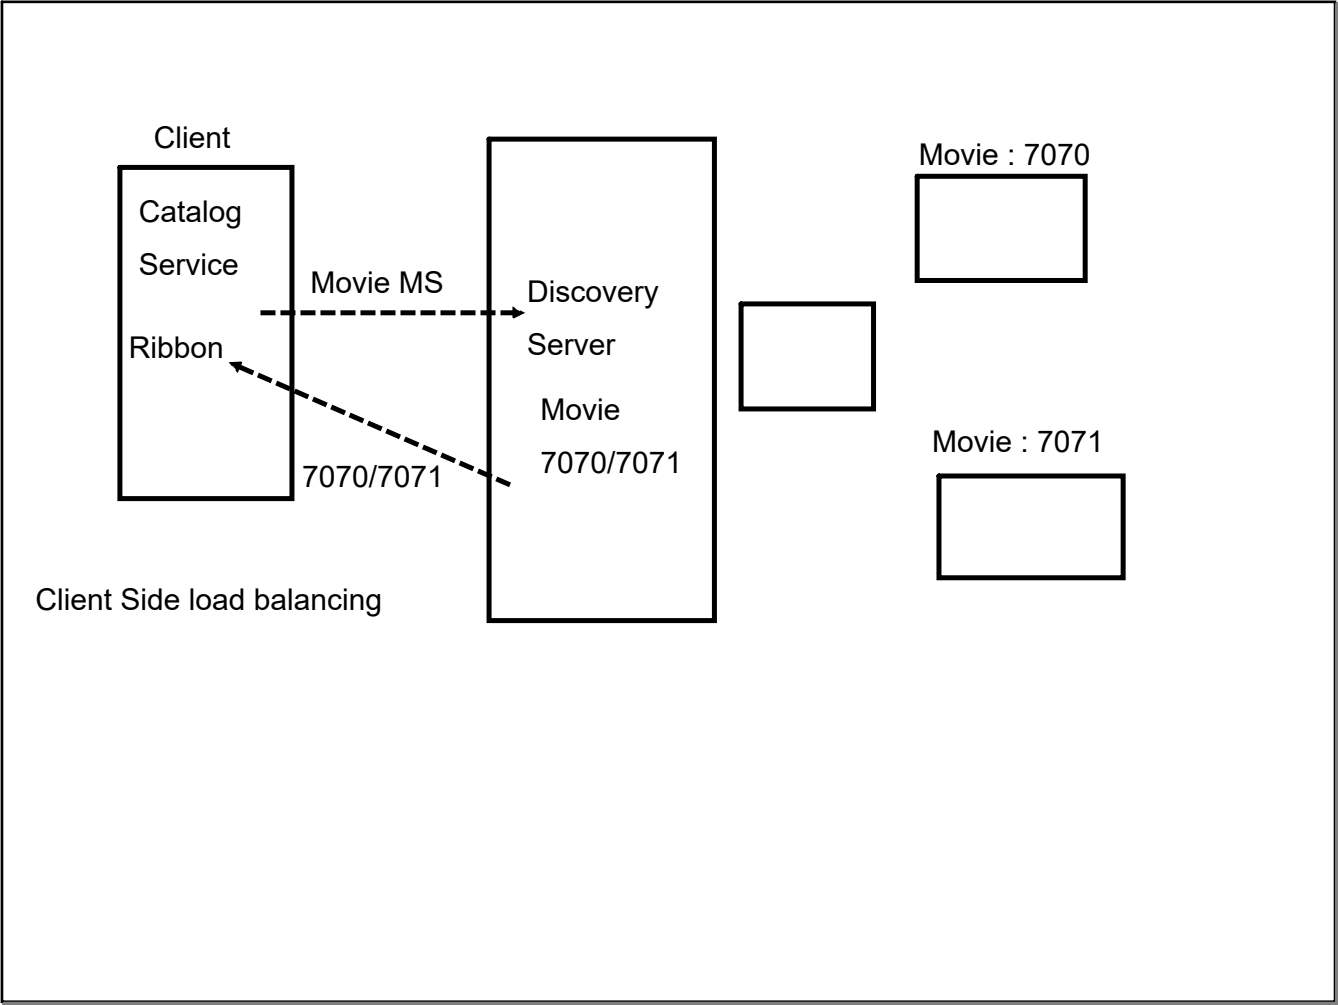 Client
Catalog
Service
Ribbon
Movie MS
7070/7071
Discovery
Server
Movie
7070/7071
Movie : 7070
Movie : 7071
Client Side load balancing